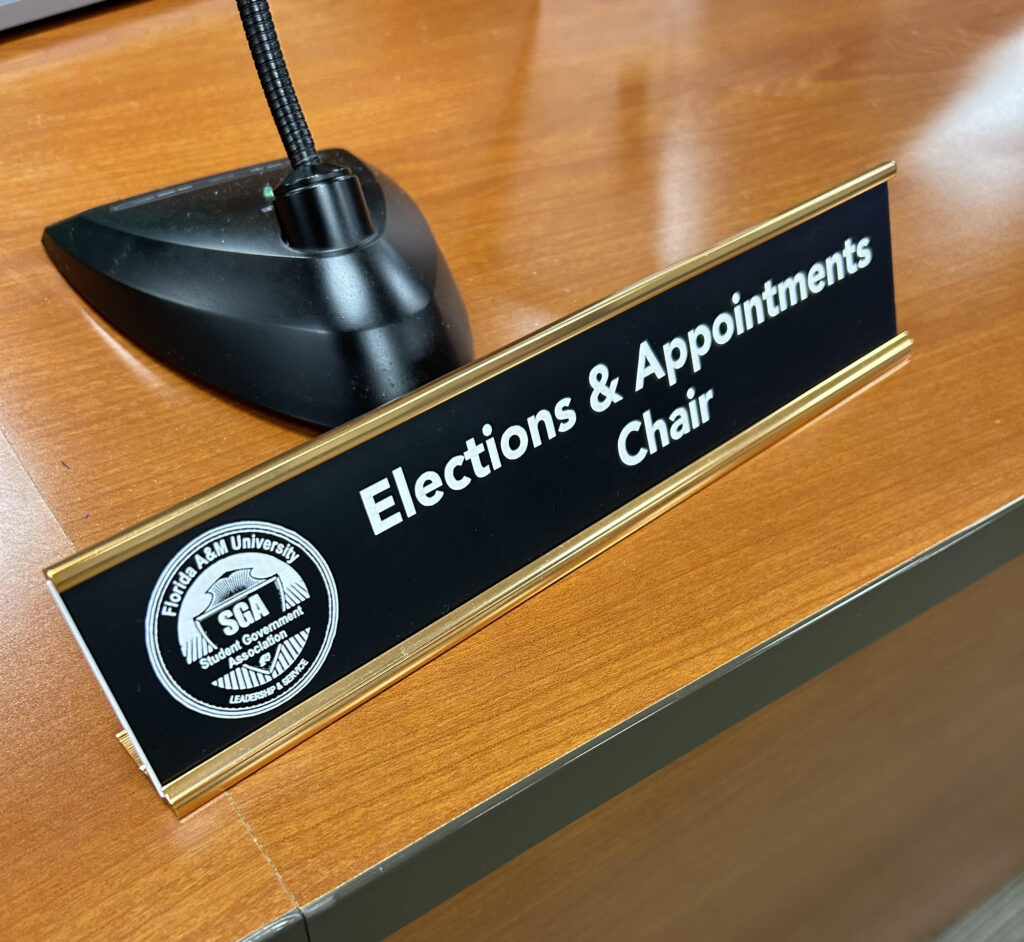 Elections & Appointments
Chair
Florida A&M University
SGA
Student Government
Association
LEADERSHIP & SERVICE